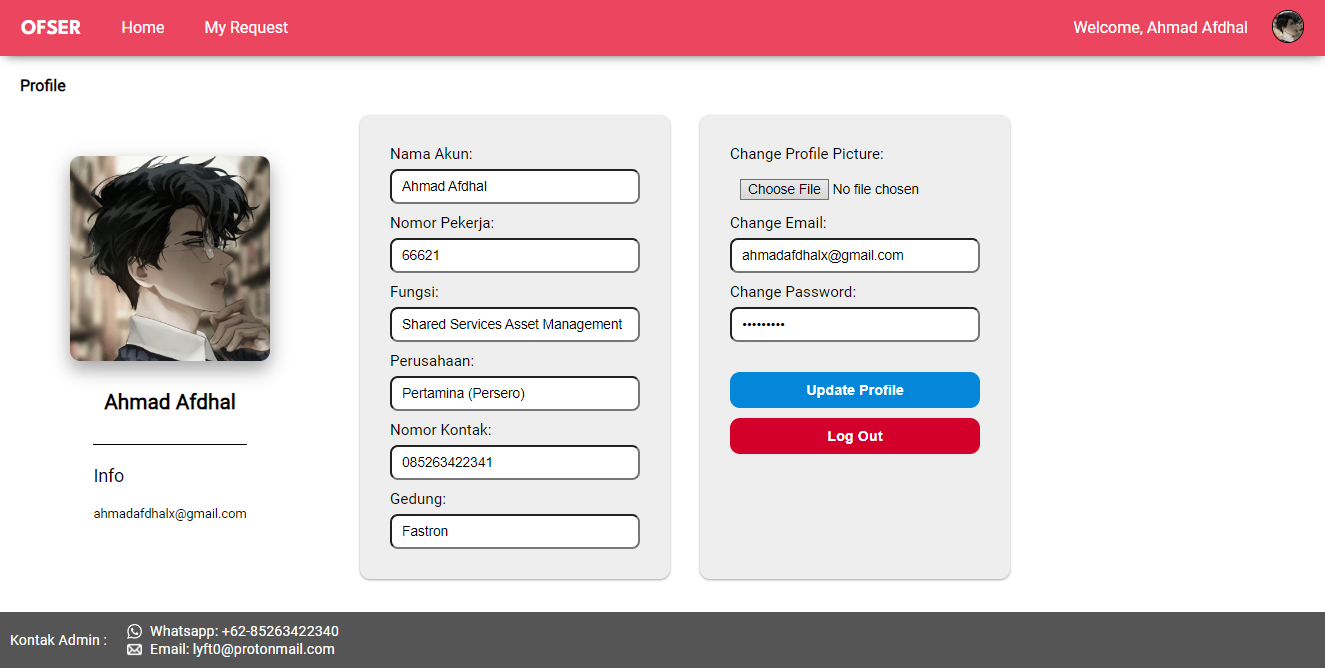 OFSER Home My Request Welcome, Ahmad Afdhal
Profile
Ahmad Afdhal
Info
ahmadafdhalx@gmail.com
Nama Akun:
Ahmad Afdhal
Nomor Pekerja:
66621
Fungsi:
Shared Services Asset Management
Perusahaan:
Pertamina (Persero)
Nomor Kontak:
085263422341
Gedung:
Fastron
Change Profile Picture:
Choose File No file chosen
Change Email:
ahmadafdhalx@gmail.com
Change Password:
•••••••••
Update Profile
Log Out
Kontak Admin :
Whatsapp: +62-85263422340
Email: lyft0@protonmail.com